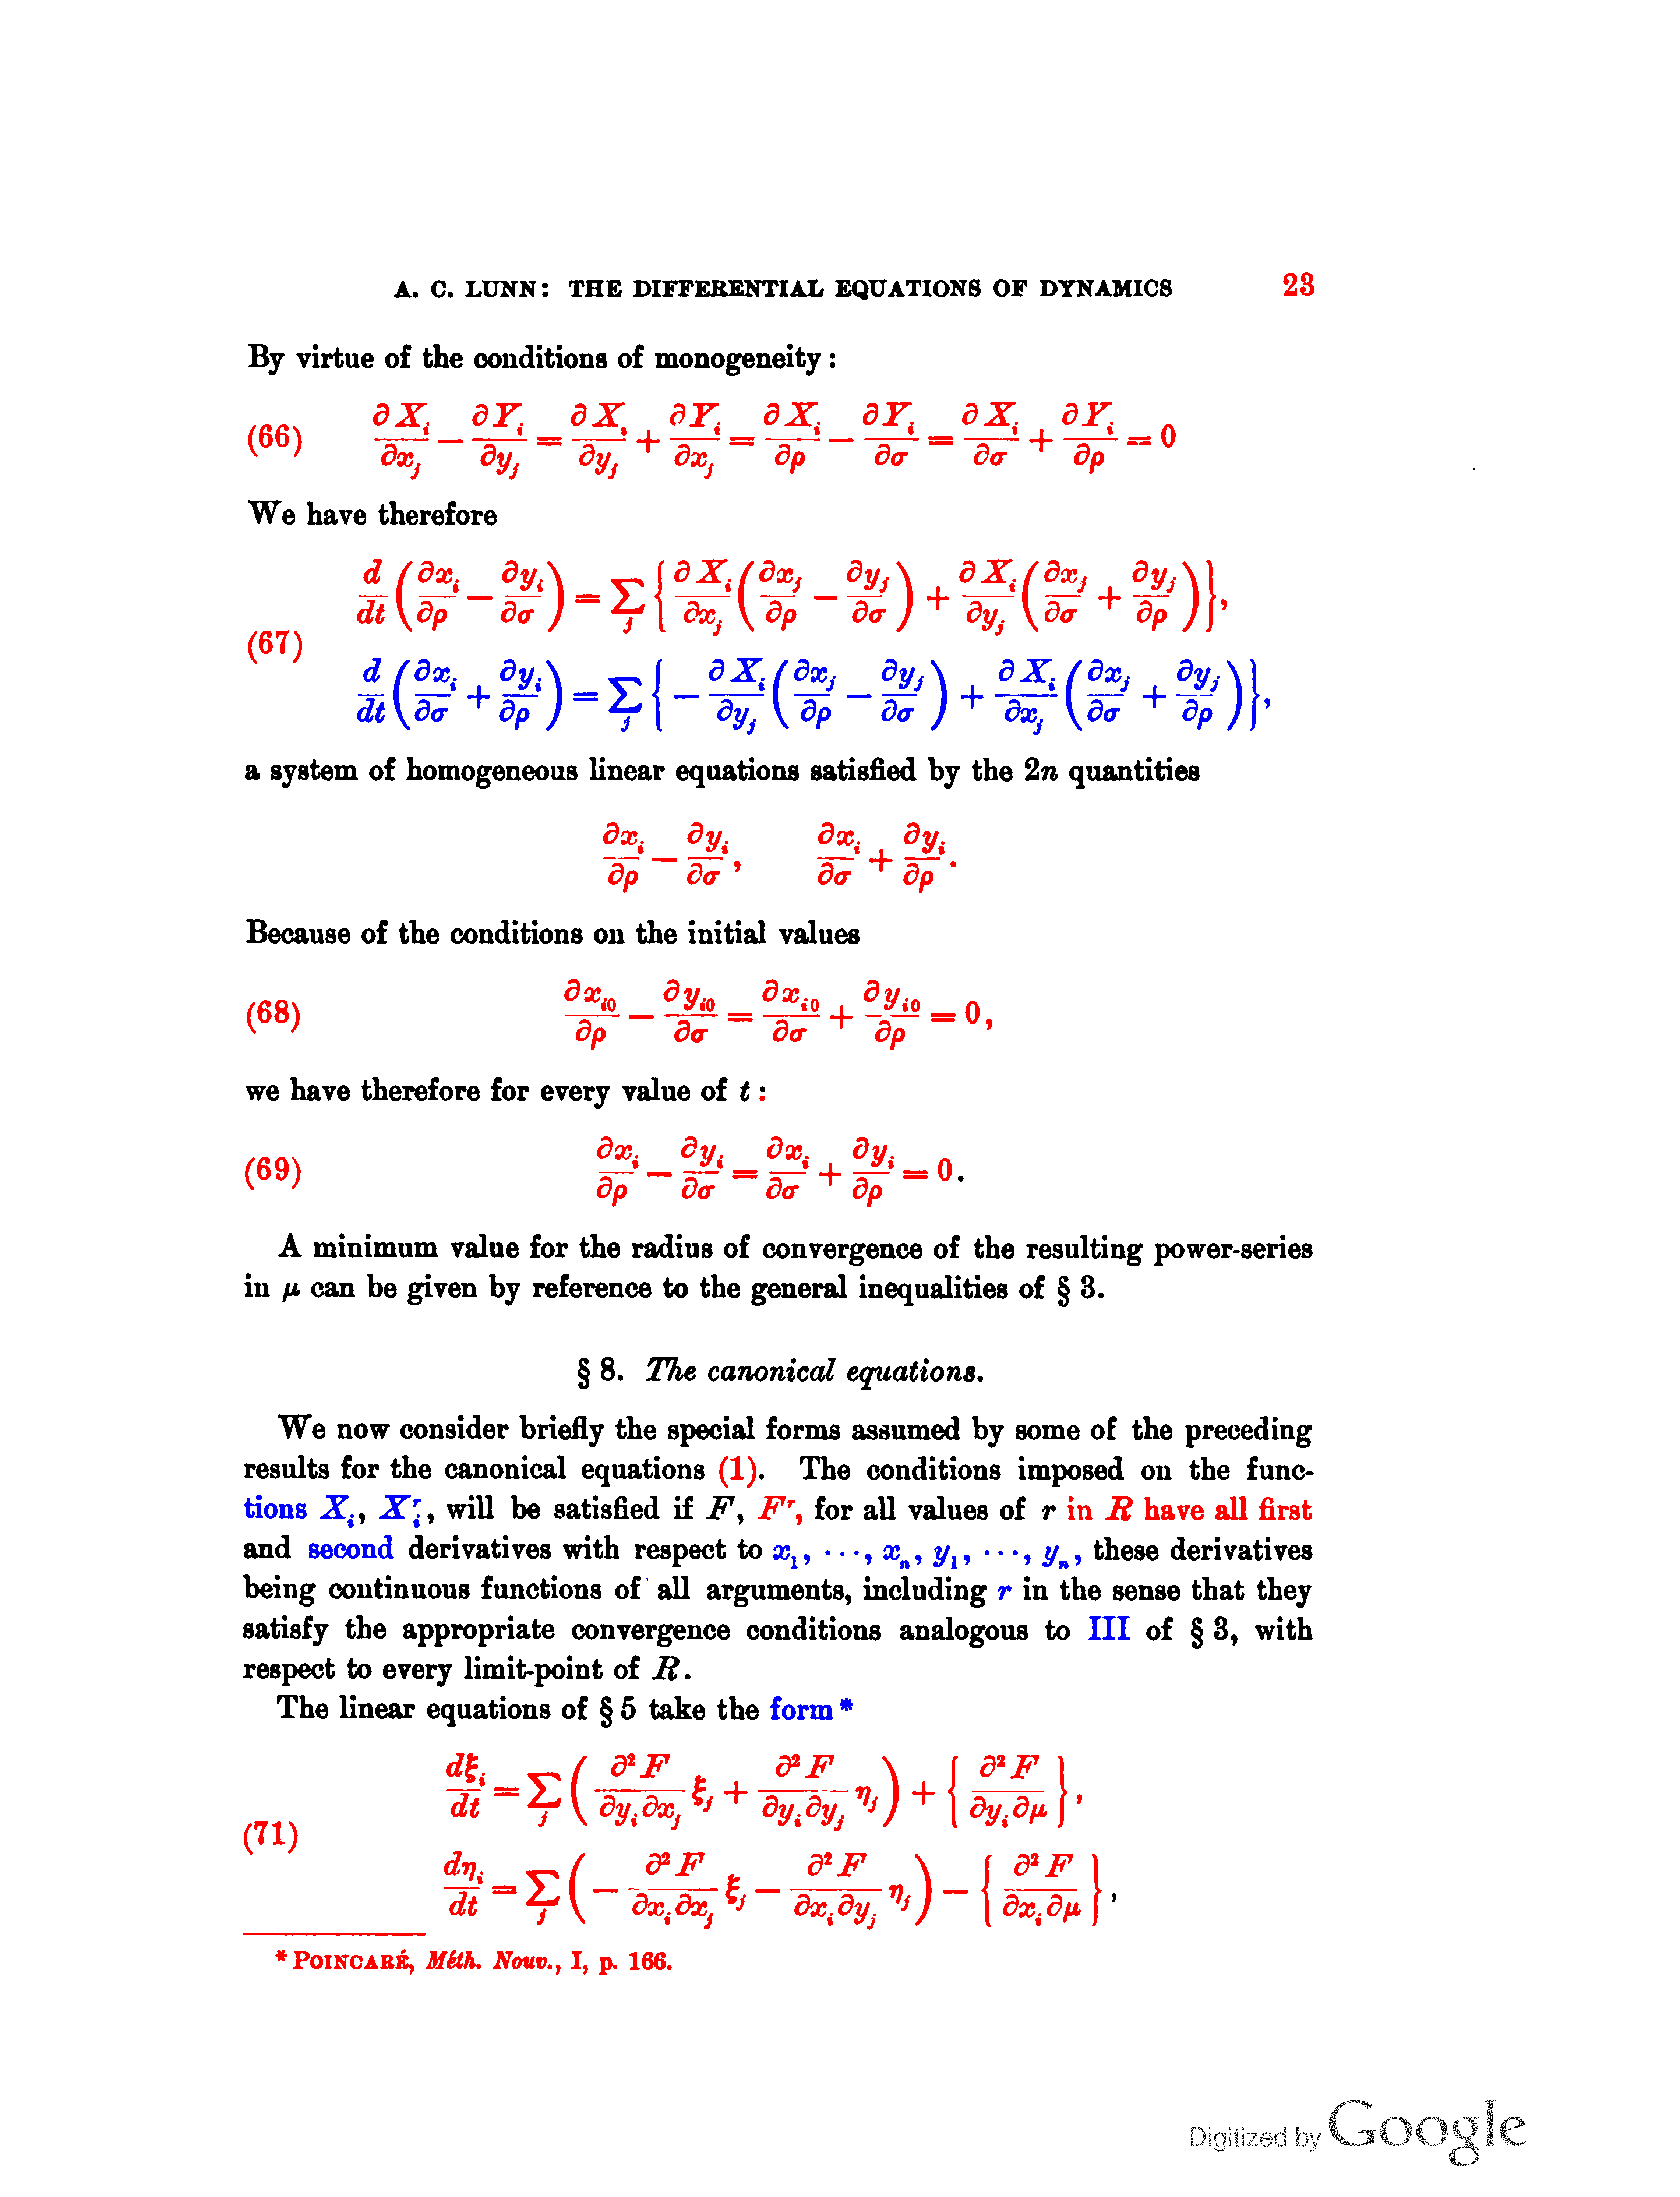 A. C. LUNN: THE DIFFERENTIAL EQUATIONS OF DYNAMICS 23
By virtue of the conditions of monogeneity:
(66) \frac{\partial X_i}{\partial x_j} - \frac{\partial Y_i}{\partial y_j} = \frac{\partial X_i}{\partial y_j} + \frac{\partial Y_i}{\partial x_j} = \frac{\partial X_i}{\partial \rho} - \frac{\partial Y_i}{\partial \sigma} = \frac{\partial X_i}{\partial \sigma} + \frac{\partial Y_i}{\partial \rho} = 0
We have therefore
\frac{d}{dt}\left(\frac{\partial x_i}{\partial \rho} - \frac{\partial y_i}{\partial \sigma}\right) = \sum_j \left\{ \frac{\partial X_i}{\partial x_j}\left(\frac{\partial x_j}{\partial \rho} - \frac{\partial y_j}{\partial \sigma}\right) + \frac{\partial X_i}{\partial y_j}\left(\frac{\partial x_j}{\partial \sigma} + \frac{\partial y_j}{\partial \rho}\right)\right\},
(67)
\frac{d}{dt}\left(\frac{\partial x_i}{\partial \sigma} + \frac{\partial y_i}{\partial \rho}\right) = \sum_j \left\{ -\frac{\partial X_i}{\partial y_j}\left(\frac{\partial x_j}{\partial \rho} - \frac{\partial y_j}{\partial \sigma}\right) + \frac{\partial X_i}{\partial x_j}\left(\frac{\partial x_j}{\partial \sigma} + \frac{\partial y_j}{\partial \rho}\right)\right\},
a system of homogeneous linear equations satisfied by the 2n quantities
\frac{\partial x_i}{\partial \rho} - \frac{\partial y_i}{\partial \sigma}, \frac{\partial x_i}{\partial \sigma} + \frac{\partial y_i}{\partial \rho}.
Because of the conditions on the initial values
(68) \frac{\partial x_{i0}}{\partial \rho} - \frac{\partial y_{i0}}{\partial \sigma} = \frac{\partial x_{i0}}{\partial \sigma} + \frac{\partial y_{i0}}{\partial \rho} = 0,
we have therefore for every value of t:
(69) \frac{\partial x_i}{\partial \rho} - \frac{\partial y_i}{\partial \sigma} = \frac{\partial x_i}{\partial \sigma} + \frac{\partial y_i}{\partial \rho} = 0.
A minimum value for the radius of convergence of the resulting power-series
in μ can be given by reference to the general inequalities of § 3.
§ 8. The canonical equations.
We now consider briefly the special forms assumed by some of the preceding
results for the canonical equations (1). The conditions imposed on the func-
tions X_i, X_i^r, will be satisfied if F, F^r, for all values of r in R have all first
and second derivatives with respect to x_1, ···, x_n, y_1, ···, y_n, these derivatives
being continuous functions of all arguments, including r in the sense that they
satisfy the appropriate convergence conditions analogous to III of § 3, with
respect to every limit-point of R.
The linear equations of § 5 take the form*
\frac{d\xi_i}{dt} = \sum_j \left( \frac{\partial^2 F}{\partial y_i \partial x_j}\xi_j + \frac{\partial^2 F}{\partial y_i \partial y_j}\eta_j \right) + \left\{ \frac{\partial^2 F}{\partial y_i \partial \mu} \right\},
(71)
\frac{d\eta_i}{dt} = \sum_j \left( -\frac{\partial^2 F}{\partial x_i \partial x_j}\xi_j - \frac{\partial^2 F}{\partial x_i \partial y_j}\eta_j \right) - \left\{ \frac{\partial^2 F}{\partial x_i \partial \mu} \right\},
* POINCARÉ, Méth. Nouv., I, p. 166.
Digitized by Google